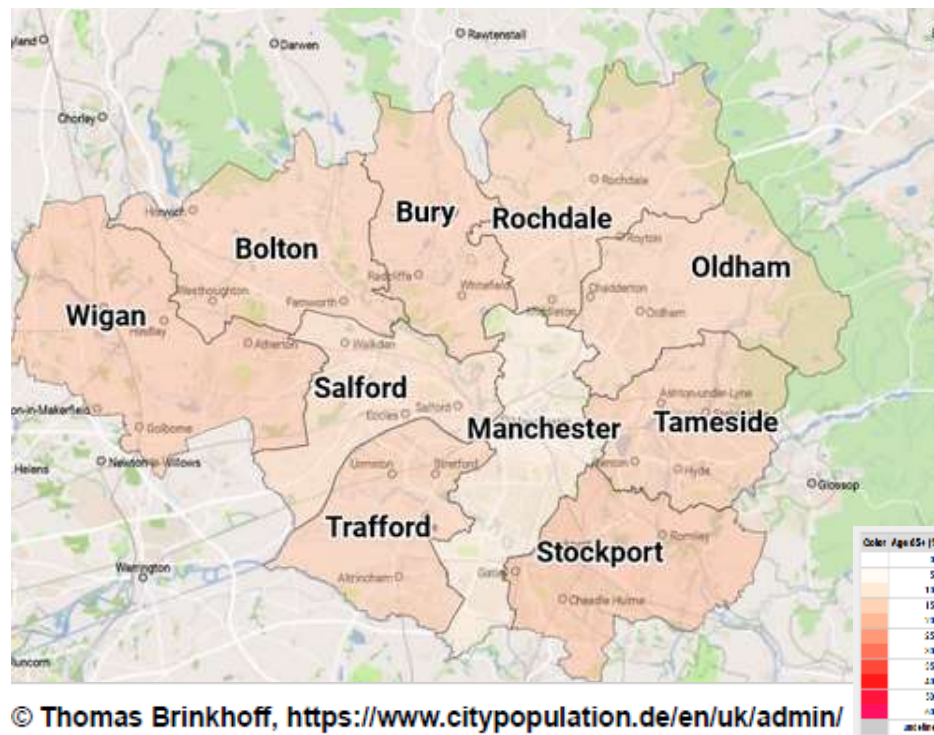 Rawtenstall
Darwen
Chorley
Rochdale
Bury
Rochdale
Horwich
Royton
Bolton
Oldham
Radcliffe
Westhoughton
Whitefield
Chadderton
Farnworth
Middleton
Oldham
Wigan
Hindley
Atherton
Walkden
Salford
Ashton-under-Lyne
Eccles
Salford
Tameside
Manchester
Golborne
Newton-le-Willows
Urmston
Stretford
Hyde
Glossop
Trafford
Romiley
Stockport
Warrington
Altrincham
Gatley
Cheadle Hulme
© Thomas Brinkhoff, https://www.citypopulation.de/en/uk/admin/